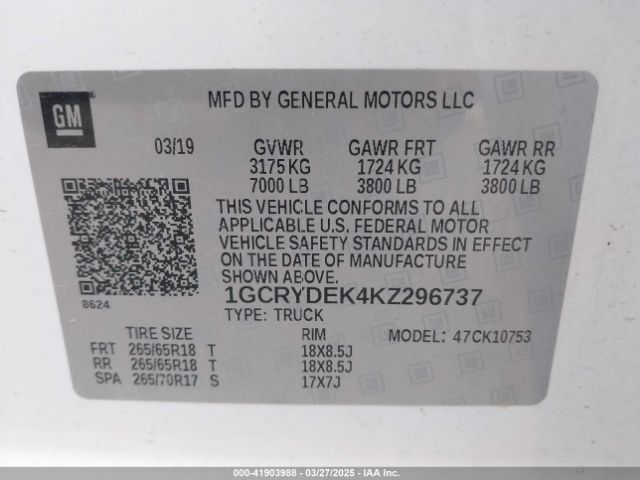 GM
MFD BY GENERAL MOTORS LLC
03/19 GVWR GAWR FRT GAWR RR
3175 KG 1724 KG 1724 KG
7000 LB 3800 LB 3800 LB
THIS VEHICLE CONFORMS TO ALL
APPLICABLE U.S. FEDERAL MOTOR
VEHICLE SAFETY STANDARDS IN EFFECT
ON THE DATE OF MANUFACTURE
SHOWN ABOVE.
8624
1GCRYDEK4KZ296737
TYPE: TRUCK
TIRE SIZE RIM MODEL: 47CK10753
FRT 265/65R18 T 18X8.5J
RR 265/65R18 T 18X8.5J
SPA 265/70R17 S 17X7J
000-41903988 — 03/27/2025 — IAA Holdings, LLC.